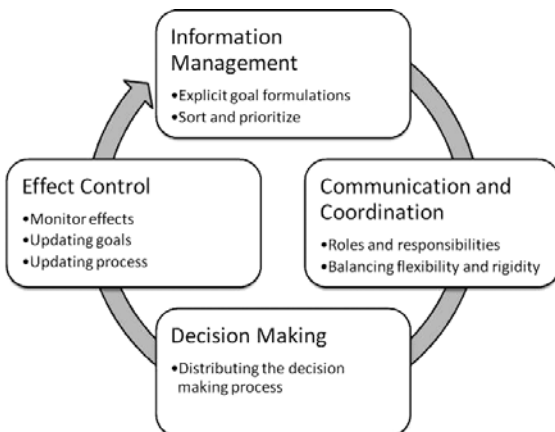 Information
Management
•Explicit goal formulations
•Sort and prioritize
Communication and
Coordination
•Roles and responsibilities
•Balancing flexibility and rigidity
Decision Making
•Distributing the decision
making process
Effect Control
•Monitor effects
•Updating goals
•Updating process